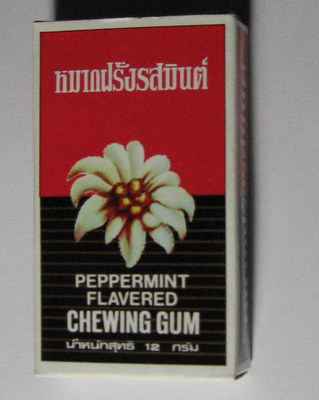 หมากฝรั่งรสมินต์
PEPPERMINT
FLAVERED
CHEWING GUM
น้ำหนักสุทธิ 12 กรัม